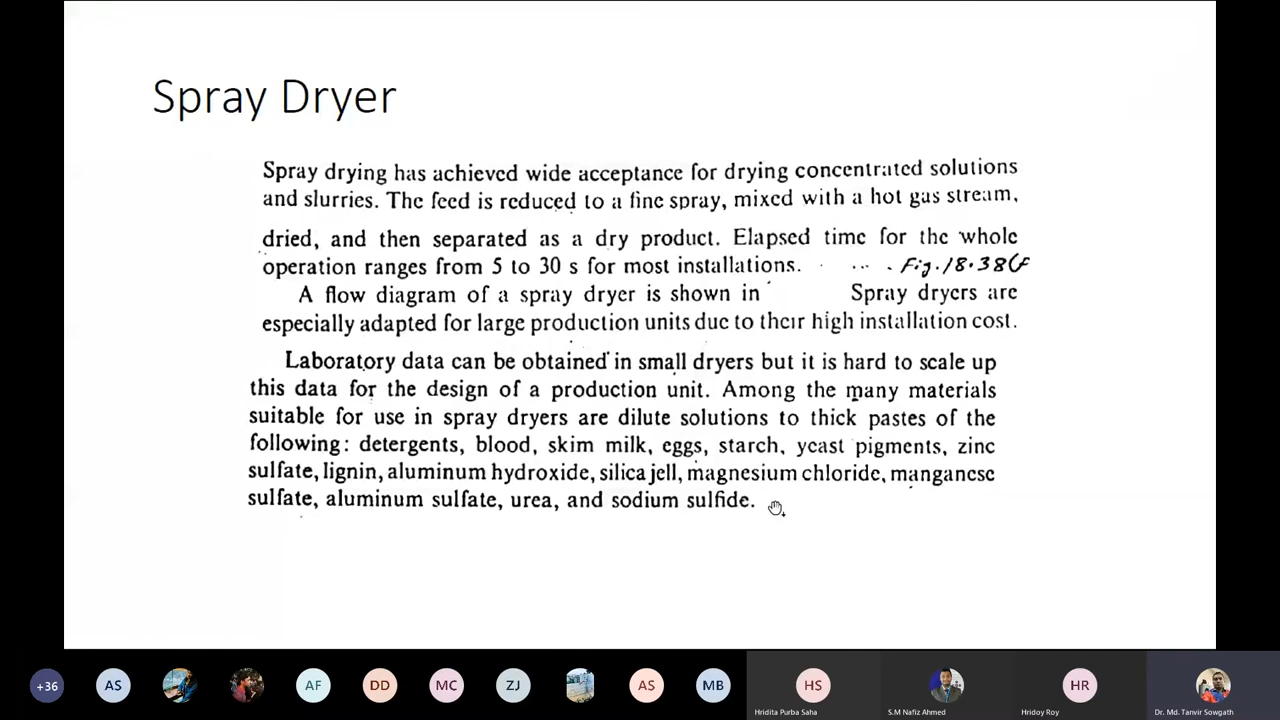 Spray Dryer
Spray drying has achieved wide acceptance for drying concentrated solutions
and slurries. The feed is reduced to a fine spray, mixed with a hot gas stream,
dried, and then separated as a dry product. Elapsed time for the whole
operation ranges from 5 to 30 s for most installations.
Fig. 18.38(F
A flow diagram of a spray dryer is shown in Spray dryers are
especially adapted for large production units due to their high installation cost.
Laboratory data can be obtained in small dryers but it is hard to scale up
this data for the design of a production unit. Among the many materials
suitable for use in spray dryers are dilute solutions to thick pastes of the
following: detergents, blood, skim milk, eggs, starch, yeast pigments, zinc
sulfate, lignin, aluminum hydroxide, silica jell, magnesium chloride, manganese
sulfate, aluminum sulfate, urea, and sodium sulfide.
+36 AS AF DD MC ZJ AS MB HS HR
Hridita Purba Saha S.M Nafiz Ahmed Hridoy Roy Dr. Md. Tanvir Sowgath